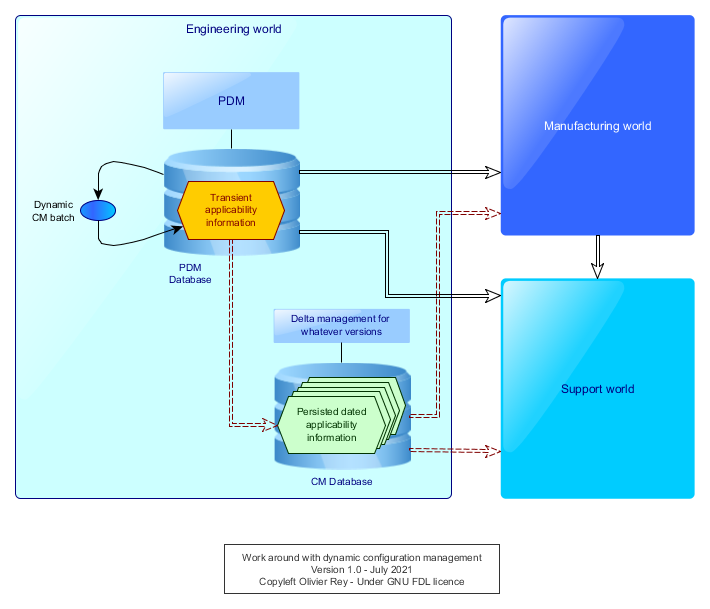 Engineering world
PDM
Manufacturing world
Dynamic
CM batch
Transient
applicability
information
PDM
Database
Delta management for
whatever versions
Support world
Persisted dated
applicability
information
CM Database
Work around with dynamic configuration management
Version 1.0 - July 2021
Copyleft Olivier Rey - Under GNU FDL licence